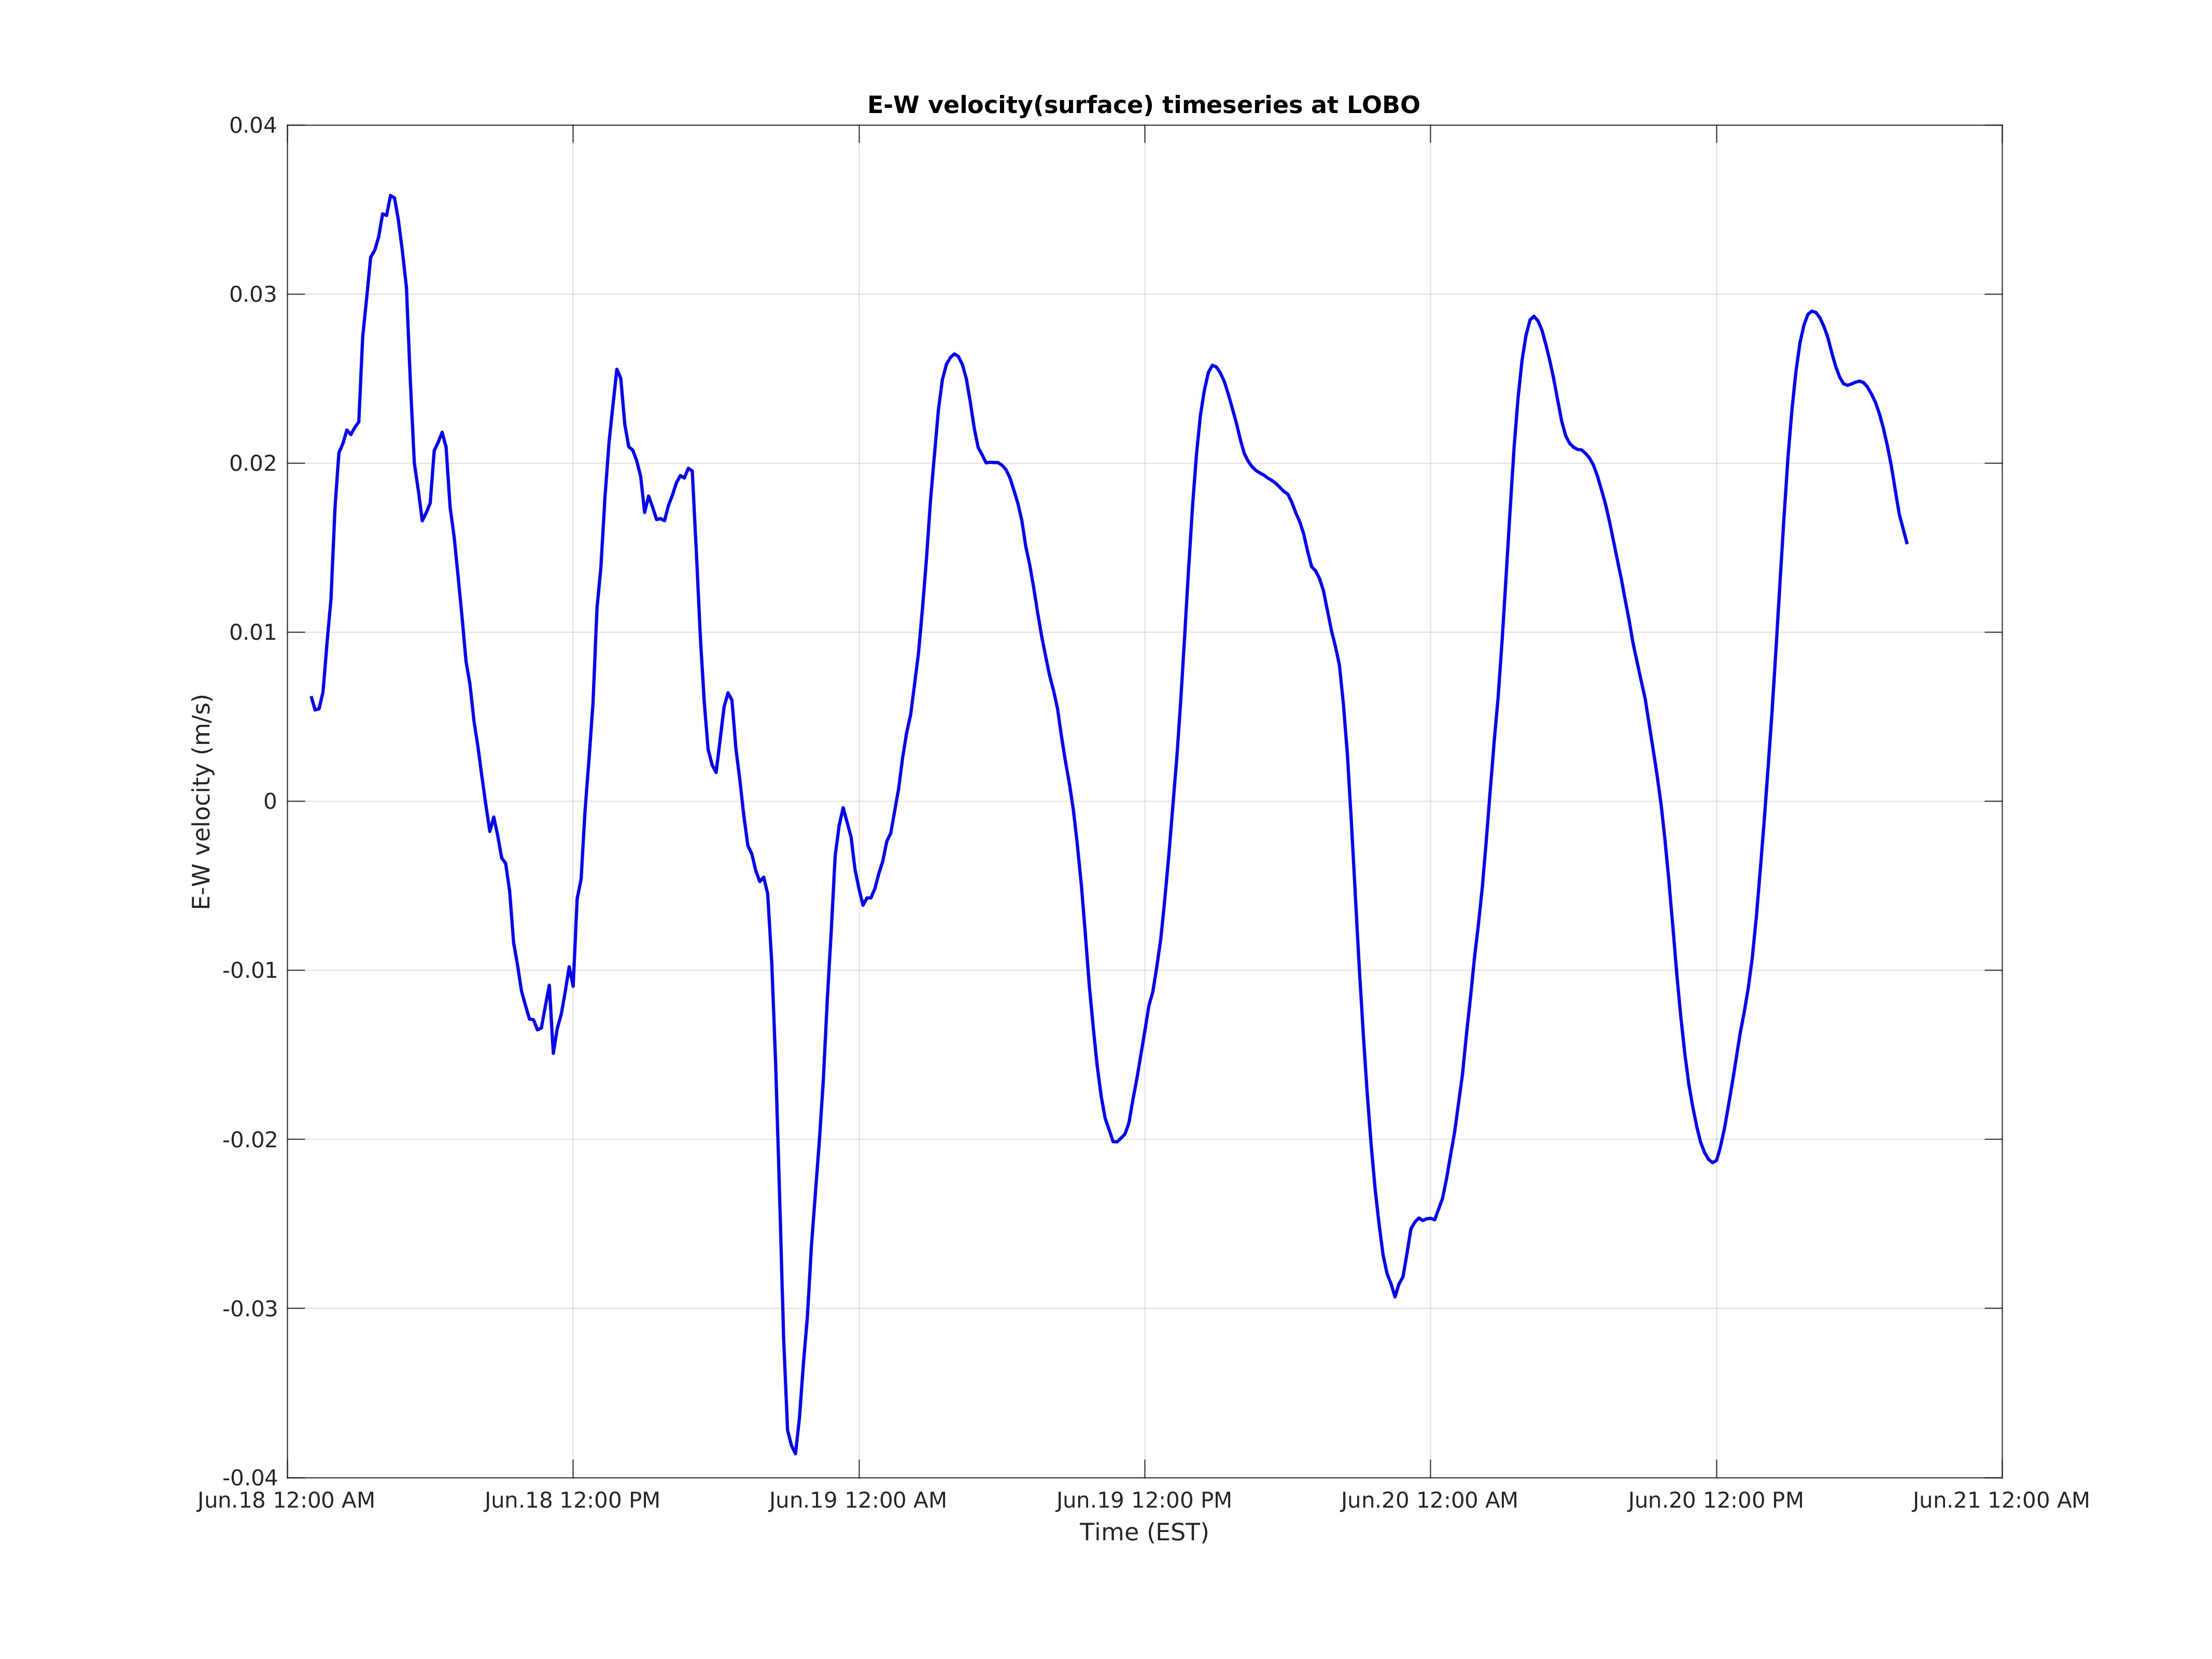 E-W velocity(surface) timeseries at LOBO
0.04
0.03
0.02
0.01
0
-0.01
-0.02
-0.03
-0.04
E-W velocity (m/s)
Jun.18 12:00 AM Jun.18 12:00 PM Jun.19 12:00 AM Jun.19 12:00 PM Jun.20 12:00 AM Jun.20 12:00 PM Jun.21 12:00 AM
Time (EST)